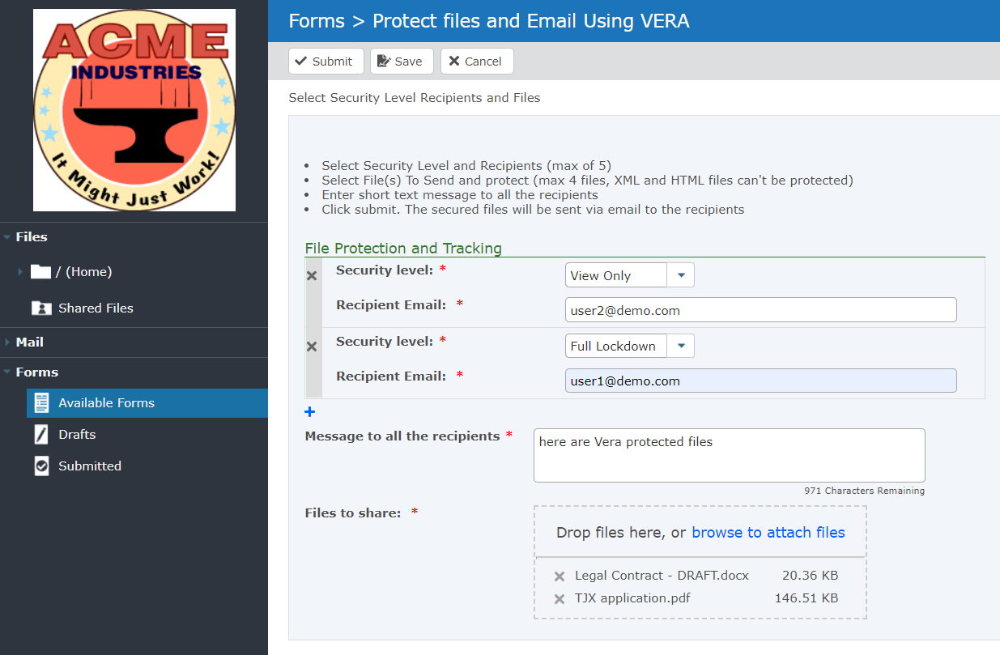 ACME
INDUSTRIES
It Might Just Work!
Files
/ (Home)
Shared Files
Mail
Forms
Available Forms
Drafts
Submitted
Forms > Protect files and Email Using VERA
Submit Save Cancel
Select Security Level Recipients and Files
• Select Security Level and Recipients (max of 5)
• Select File(s) To Send and protect (max 4 files, XML and HTML files can't be protected)
• Enter short text message to all the recipients
• Click submit. The secured files will be sent via email to the recipients
File Protection and Tracking
Security level: * View Only
Recipient Email: * user2@demo.com
Security level: * Full Lockdown
Recipient Email: * user1@demo.com
Message to all the recipients * here are Vera protected files
971 Characters Remaining
Files to share: *
Drop files here, or browse to attach files
Legal Contract - DRAFT.docx 20.36 KB
TJX application.pdf 146.51 KB